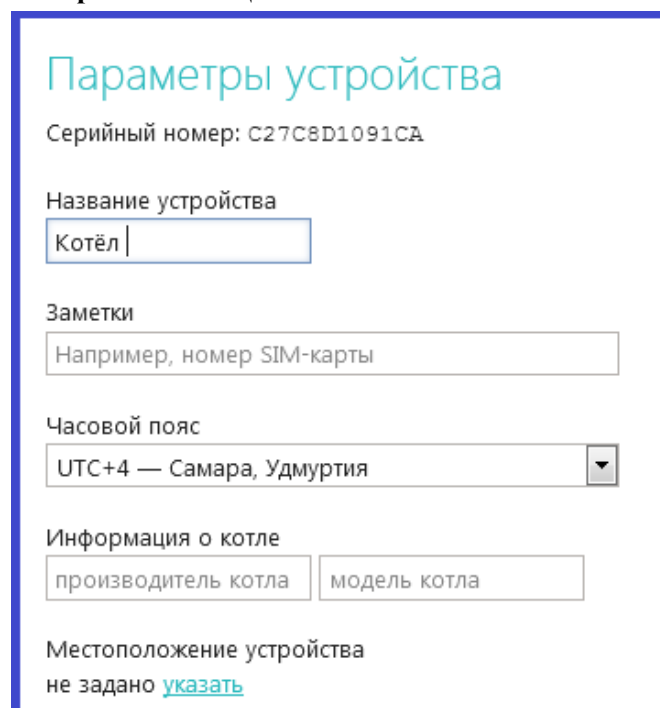 Параметры устройства
Серийный номер: C27C8D1091CA
Название устройства
Котёл
Заметки
Например, номер SIM-карты
Часовой пояс
UTC+4 — Самара, Удмуртия
Информация о котле
производитель котла модель котла
Местоположение устройства
не задано указать